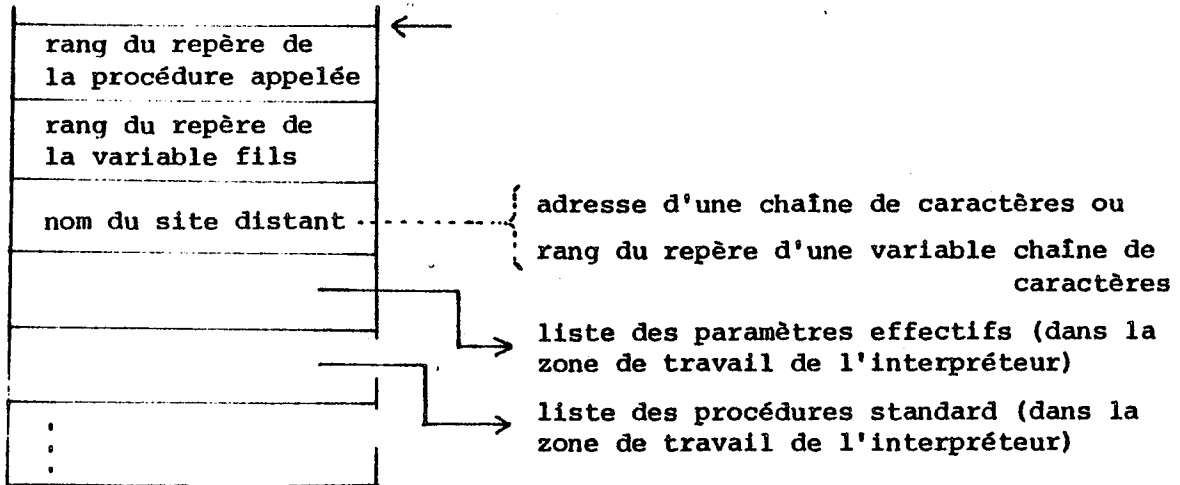 rang du repère de
la procédure appelée
rang du repère de
la variable fils
nom du site distant
adresse d'une chaîne de caractères ou
rang du repère d'une variable chaîne de
caractères
liste des paramètres effectifs (dans la
zone de travail de l'interpréteur)
liste des procédures standard (dans la
zone de travail de l'interpréteur)